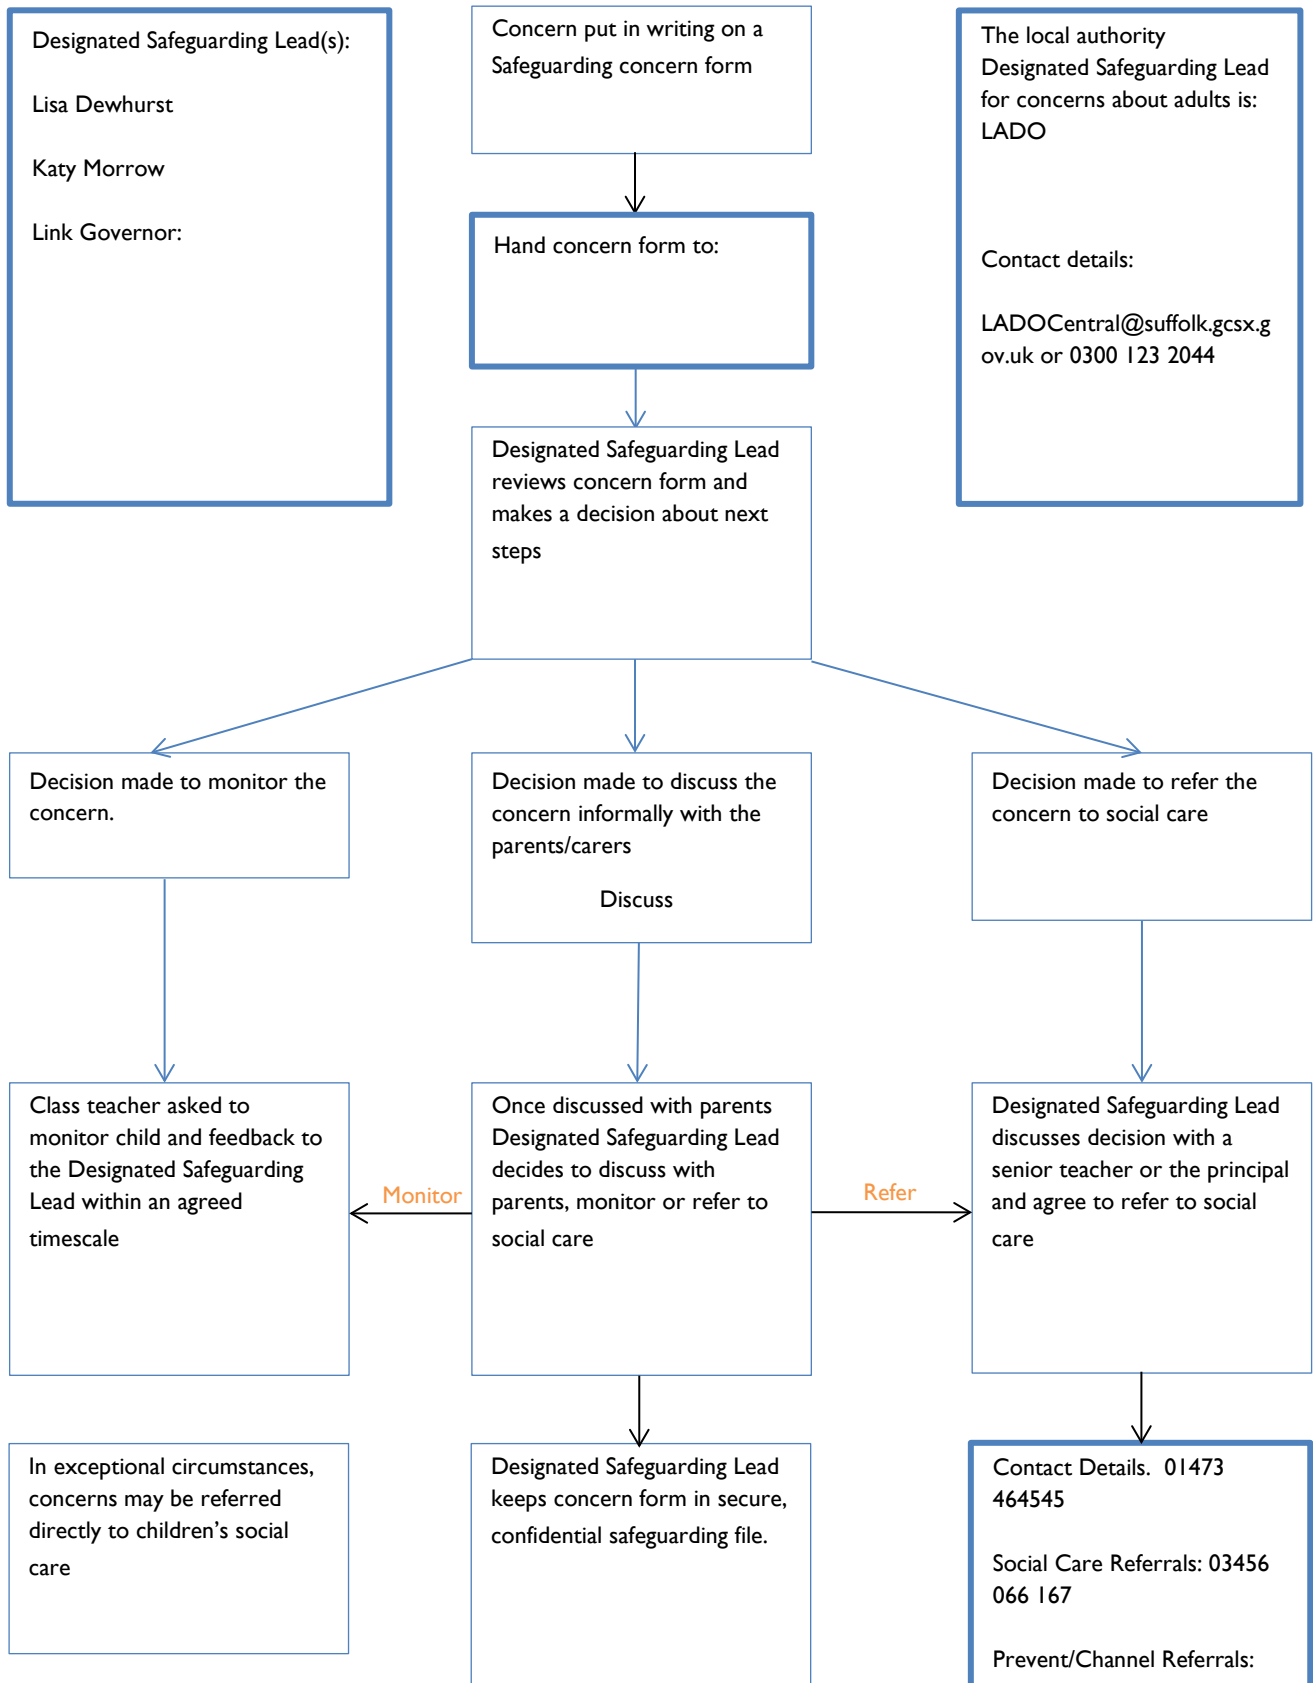 Designated Safeguarding Lead(s):
Lisa Dewhurst
Katy Morrow
Link Governor:
Concern put in writing on a
Safeguarding concern form
The local authority
Designated Safeguarding Lead
for concerns about adults is:
LADO
Contact details:
LADOCentral@suffolk.gcsx.g
ov.uk or 0300 123 2044
Hand concern form to:
Designated Safeguarding Lead
reviews concern form and
makes a decision about next
steps
Decision made to monitor the
concern.
Decision made to discuss the
concern informally with the
parents/carers
Discuss
Decision made to refer the
concern to social care
Class teacher asked to
monitor child and feedback to
the Designated Safeguarding
Lead within an agreed
timescale
Monitor
Once discussed with parents
Designated Safeguarding Lead
decides to discuss with
parents, monitor or refer to
social care
Refer
Designated Safeguarding Lead
discusses decision with a
senior teacher or the principal
and agree to refer to social
care
In exceptional circumstances,
concerns may be referred
directly to children’s social
care
Designated Safeguarding Lead
keeps concern form in secure,
confidential safeguarding file.
Contact Details.  01473
464545
Social Care Referrals: 03456
066 167
Prevent/Channel Referrals: